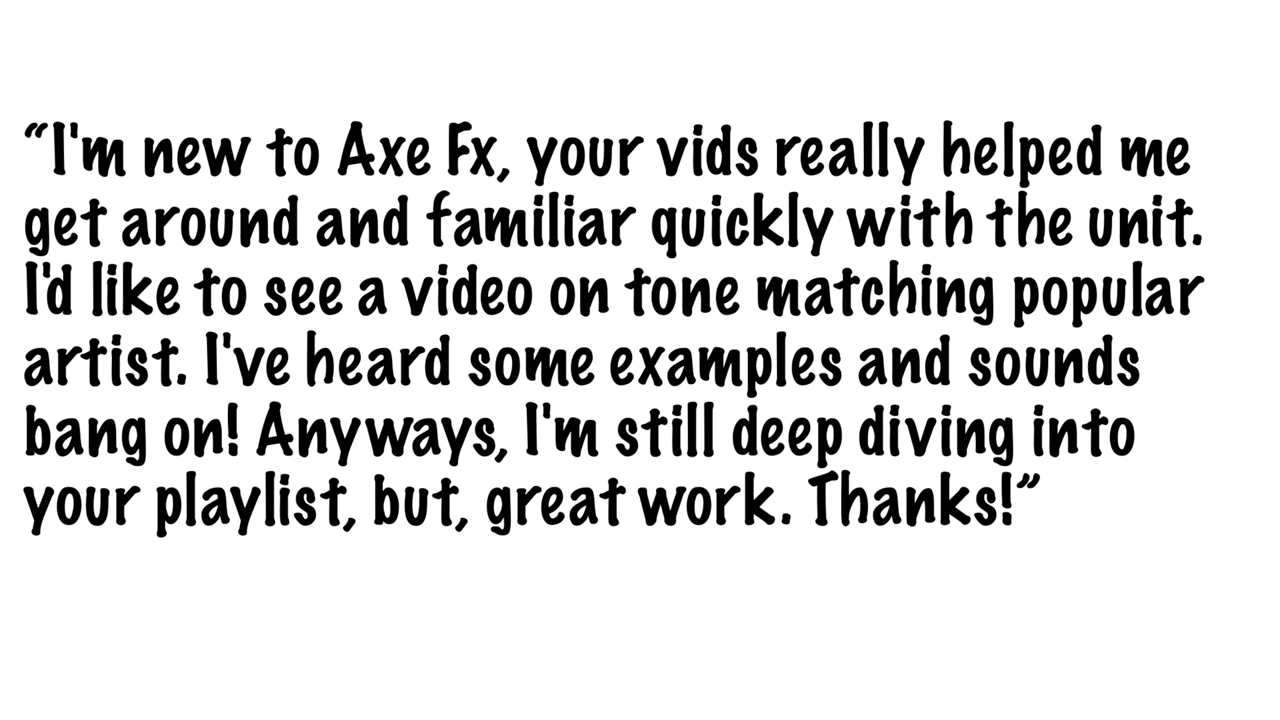 “I'm new to Axe Fx, your vids really helped me
get around and familiar quickly with the unit.
I'd like to see a video on tone matching popular
artist. I've heard some examples and sounds
bang on! Anyways, I'm still deep diving into
your playlist, but, great work. Thanks!”